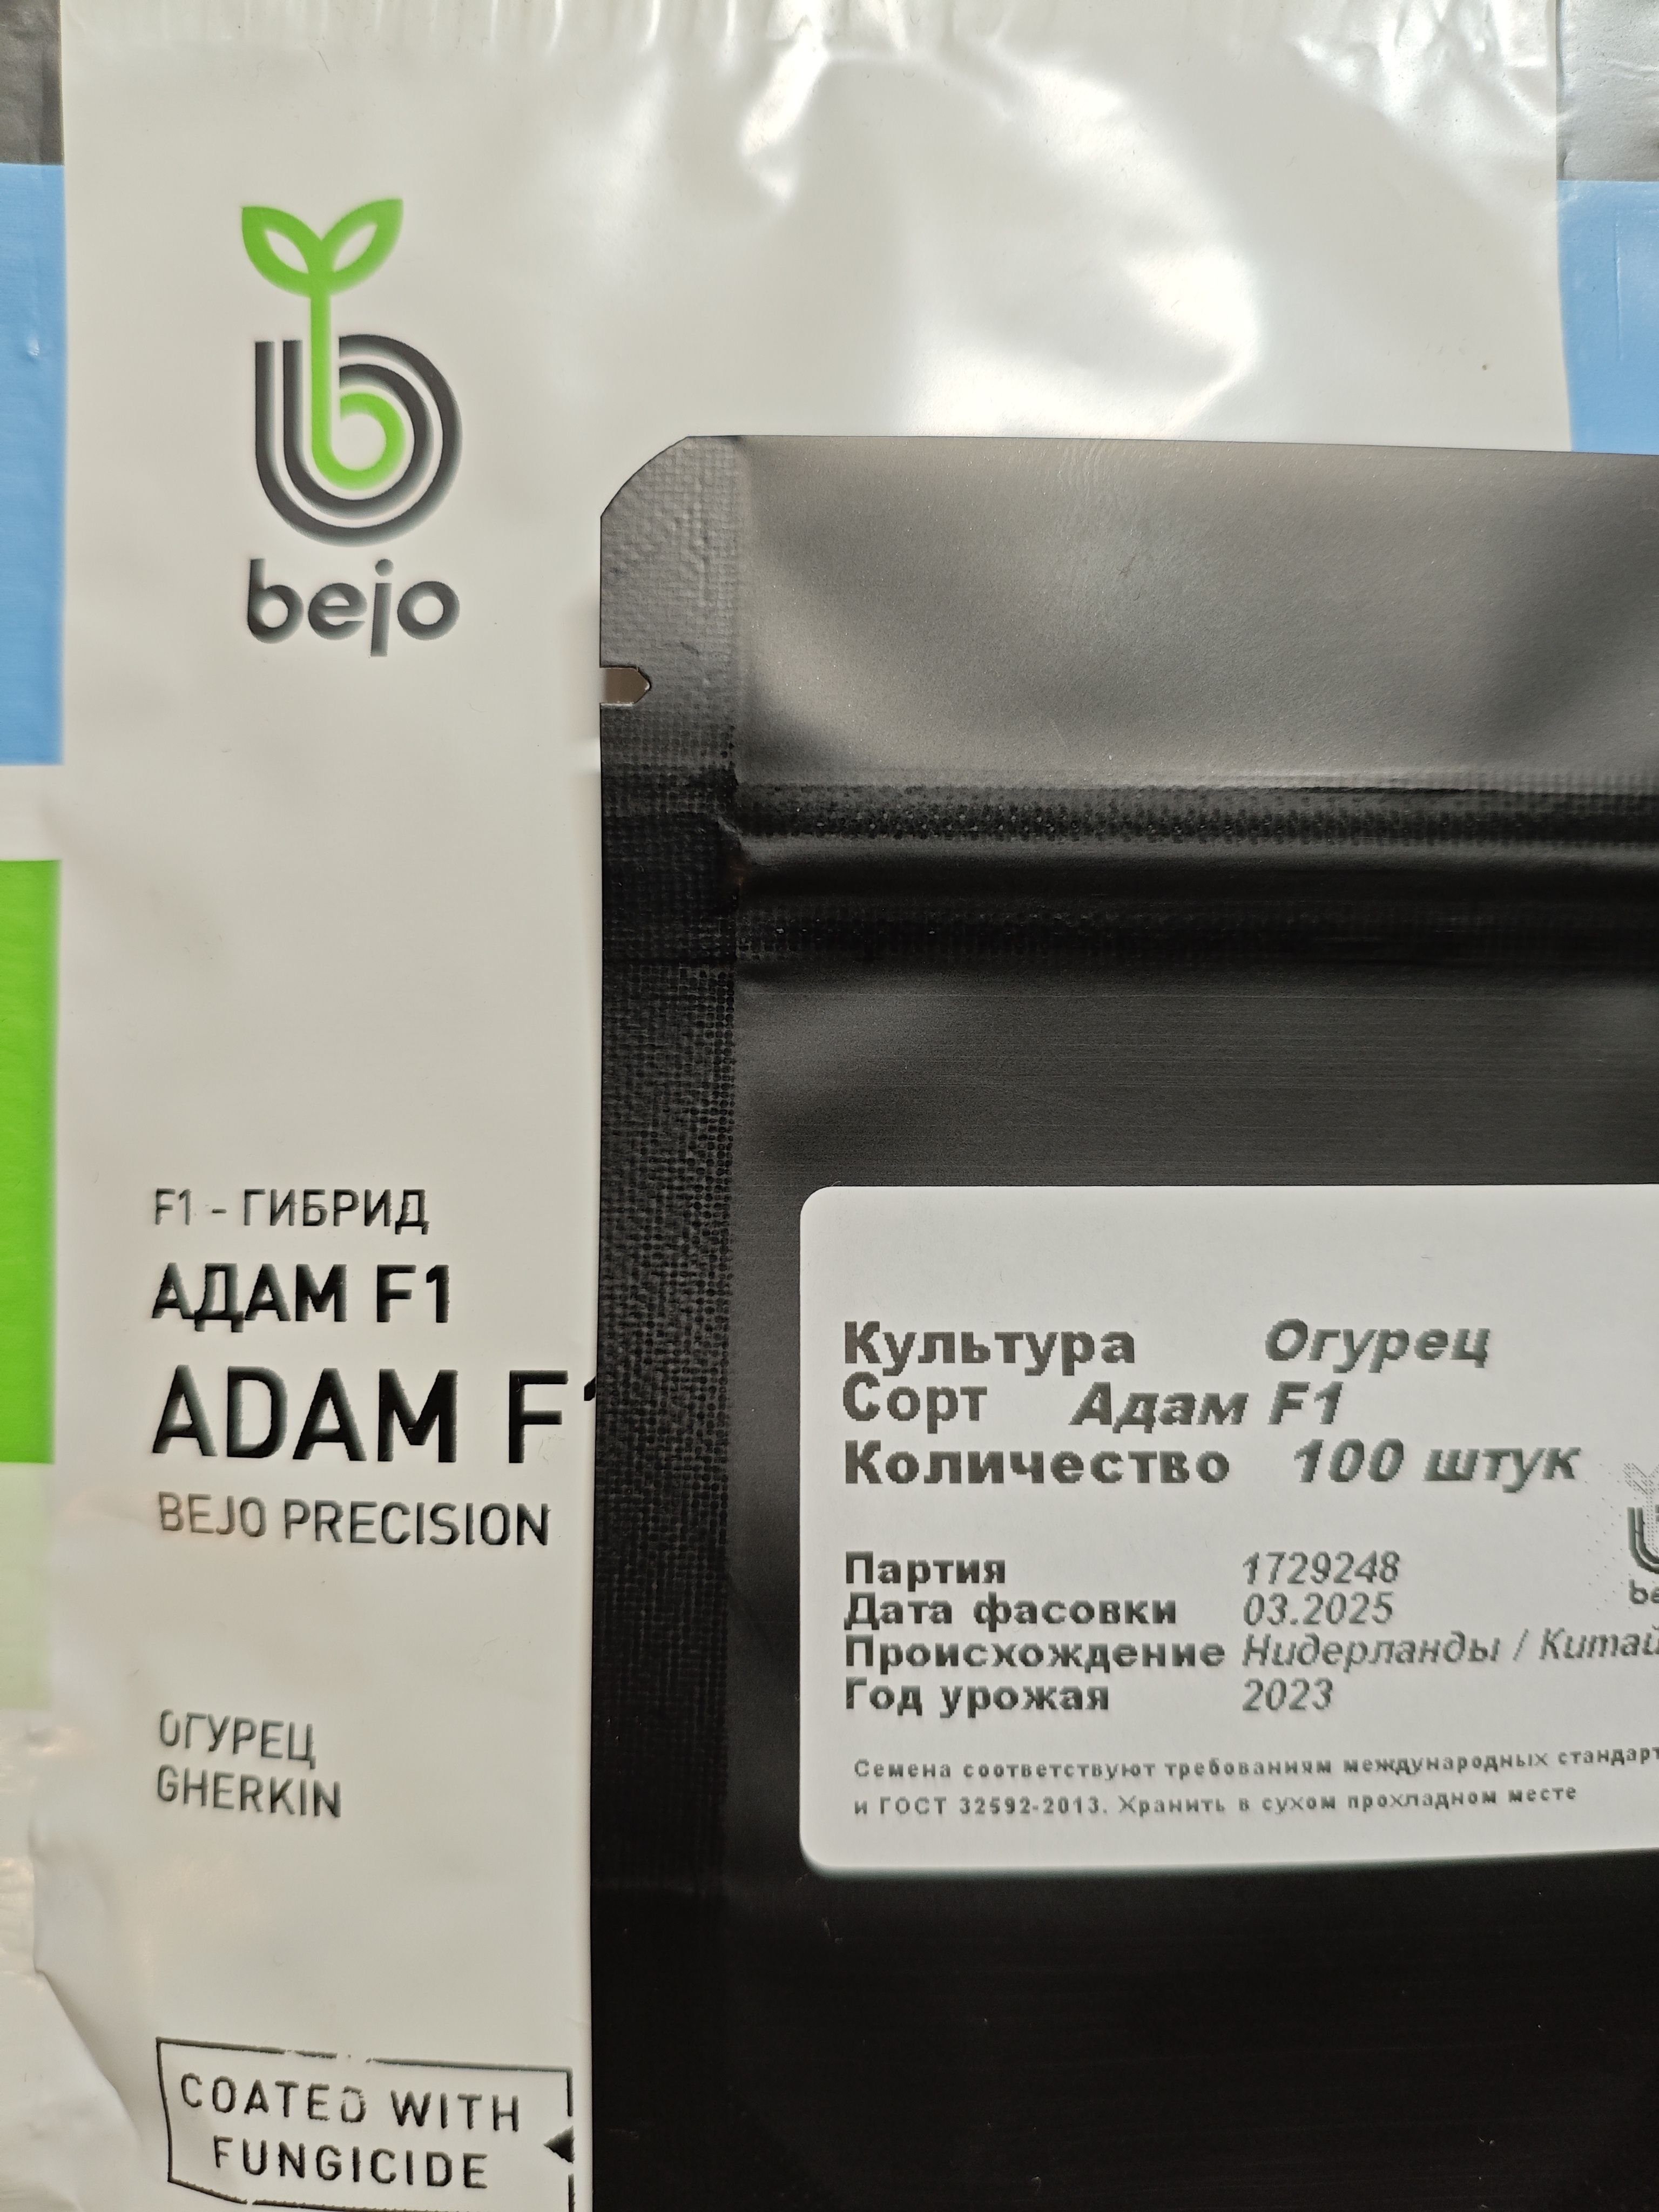 bejo
F1 - ГИБРИД
АДАМ F1
ADAM F1
BEJO PRECISION
ОГУРЕЦ
GHERKIN
COATED WITH
FUNGICIDE
Культура Огурец
Сорт Адам F1
Количество 100 штук
Партия 1729248
Дата фасовки 03.2025
Происхождение Нидерланды / Китай
Год урожая 2023
Семена соответствуют требованиям международных
и ГОСТ 32592-2013. Хранить в сухом прохладном месте